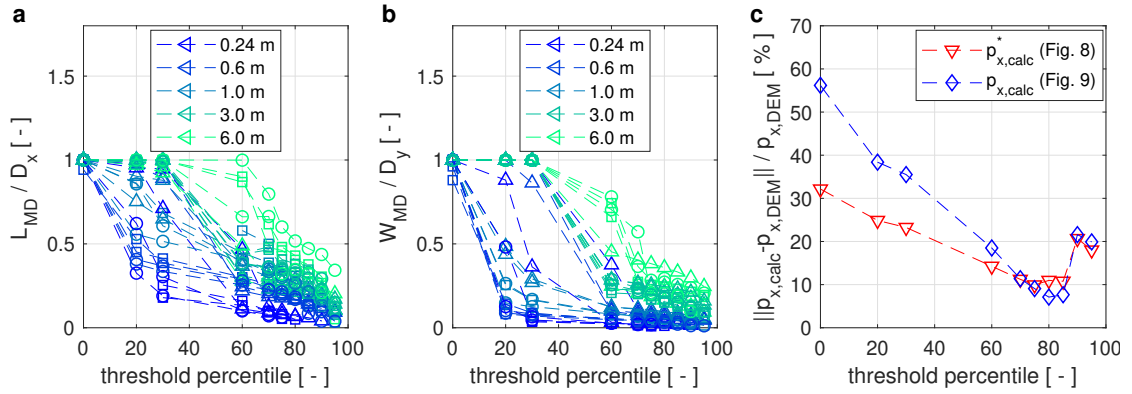 a
L_MD / D_x [ - ]
1.5
1
0.5
0
0 20 40 60 80 100
threshold percentile [ - ]
0.24 m
0.6 m
1.0 m
3.0 m
6.0 m
b
W_MD / D_y [ - ]
1.5
1
0.5
0
0 20 40 60 80 100
threshold percentile [ - ]
0.24 m
0.6 m
1.0 m
3.0 m
6.0 m
c
||p_x,calc-p_x,DEM|| / p_x,DEM [ % ]
70
60
50
40
30
20
10
0
0 20 40 60 80 100
threshold percentile [ - ]
p*_x,calc (Fig. 8)
p_x,calc (Fig. 9)